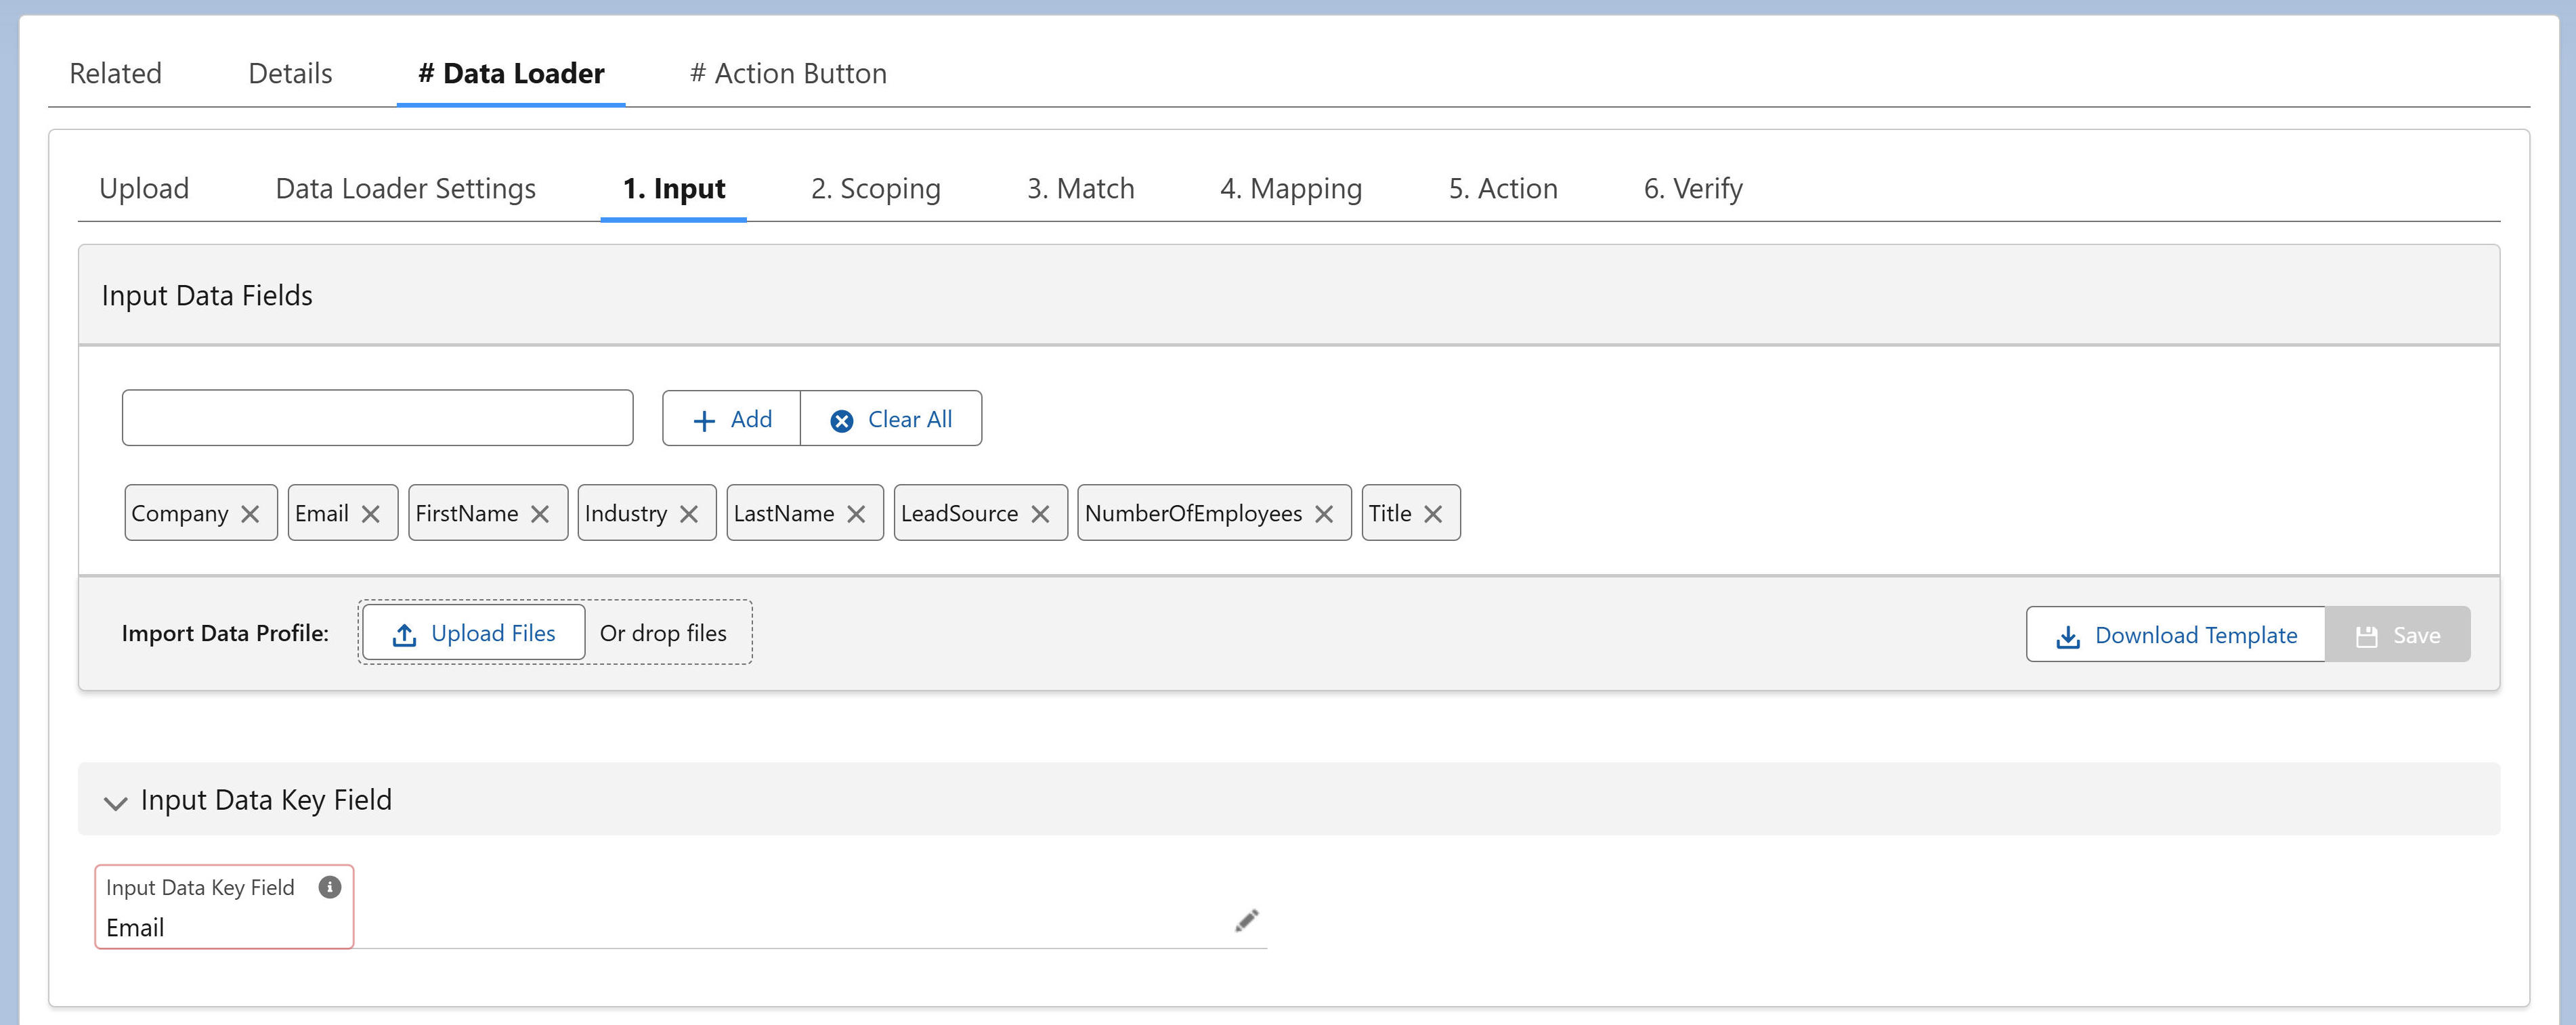 Related Details # Data Loader # Action Button
Upload Data Loader Settings 1. Input 2. Scoping 3. Match 4. Mapping 5. Action 6. Verify
Input Data Fields
Add Clear All
Company Email FirstName Industry LastName LeadSource NumberOfEmployees Title
Import Data Profile: Upload Files Or drop files Download Template Save
Input Data Key Field
Input Data Key Field
Email